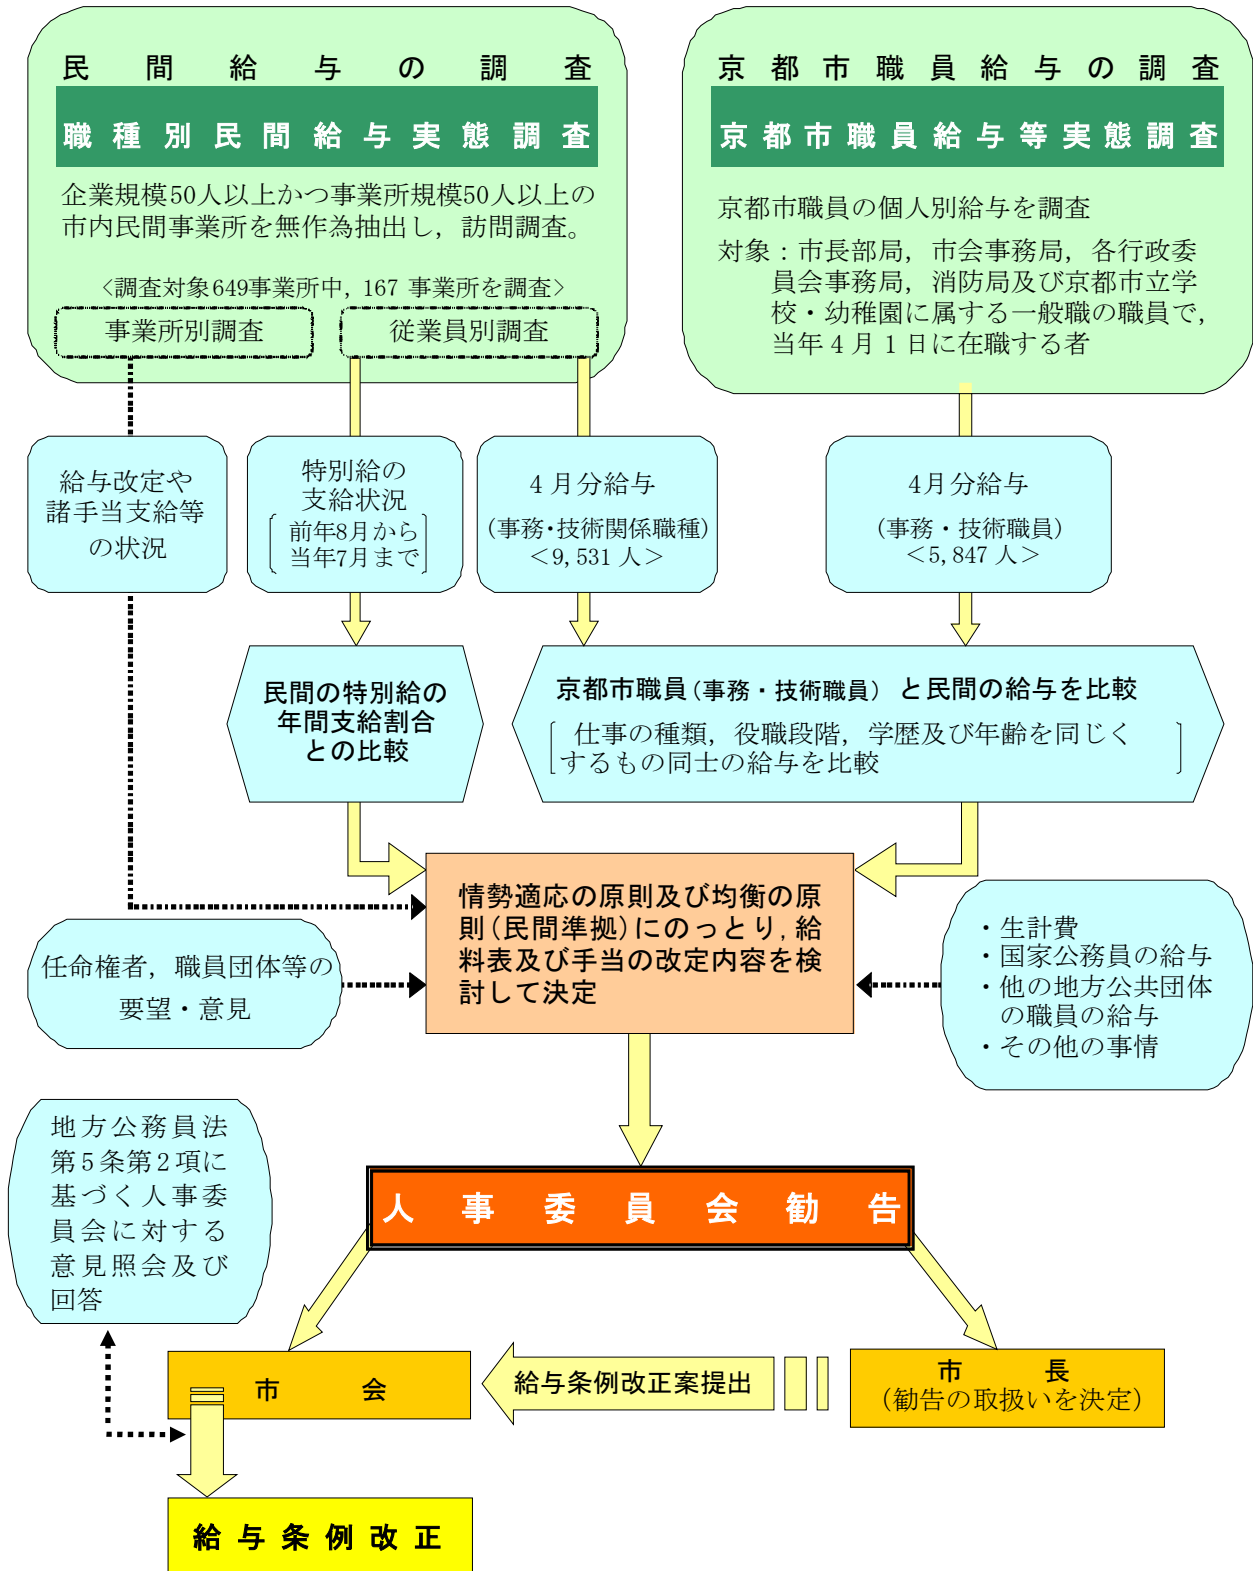 民間給与の調査
職種別民間給与実態調査
企業規模50人以上かつ事業所規模50人以上の
市内民間事業所を無作為抽出し，訪問調査。
<調査対象649事業所中，167 事業所を調査>
事業所別調査
従業員別調査
京都市職員給与の調査
京都市職員給与等実態調査
京都市職員の個人別給与を調査
対象：市長部局，市会事務局，各行政委
員会事務局，消防局及び京都市立学
校・幼稚園に属する一般職の職員で，
当年４月１日に在職する者
給与改定や
諸手当支給等
の状況
特別給の
支給状況
前年8月から
当年7月まで
４月分給与
(事務・技術関係職種)
＜9,531 人＞
4月分給与
(事務・技術職員)
＜5,847 人＞
民間の特別給の
年間支給割合
との比較
京都市職員(事務・技術職員) と民間の給与を比較
仕事の種類，役職段階，学歴及び年齢を同じく
するもの同士の給与を比較
情勢適応の原則及び均衡の原
則(民間準拠)にのっとり,給
料表及び手当の改定内容を検
討して決定
任命権者，職員団体等の
要望・意見
・生計費
・国家公務員の給与
・他の地方公共団体
の職員の給与
・その他の事情
地方公務員法
第5条第2項に
基づく人事委
員会に対する
意見照会及び
回答
人事委員会勧告
市会
給与条例改正案提出
市長
(勧告の取扱いを決定)
給与条例改正